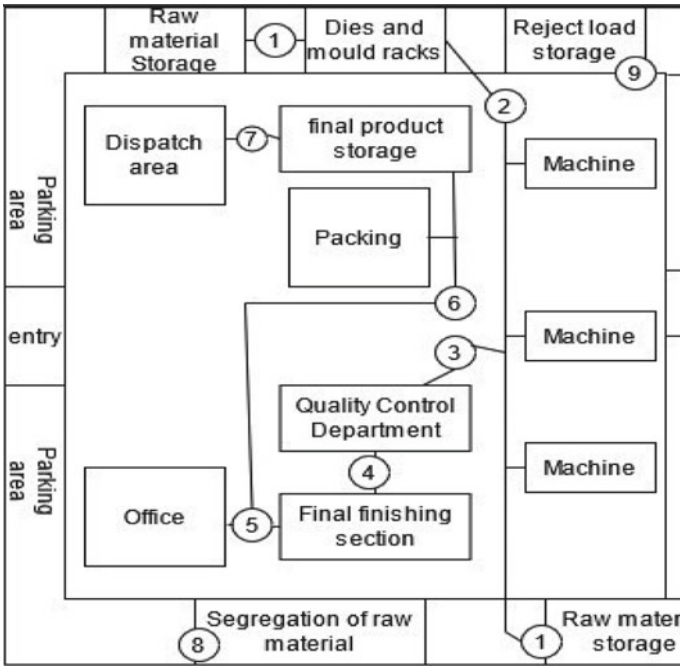 Raw
material
Storage
1
Dies and
mould racks
Reject load
storage
9
2
Dispatch
area
7
final product
storage
Machine
Parking
area
Packing
6
entry
3
Machine
Quality Control
Department
4
Machine
Parking
area
Office
5
Final finishing
section
8
Segregation of raw
material
1
Raw mater
storage